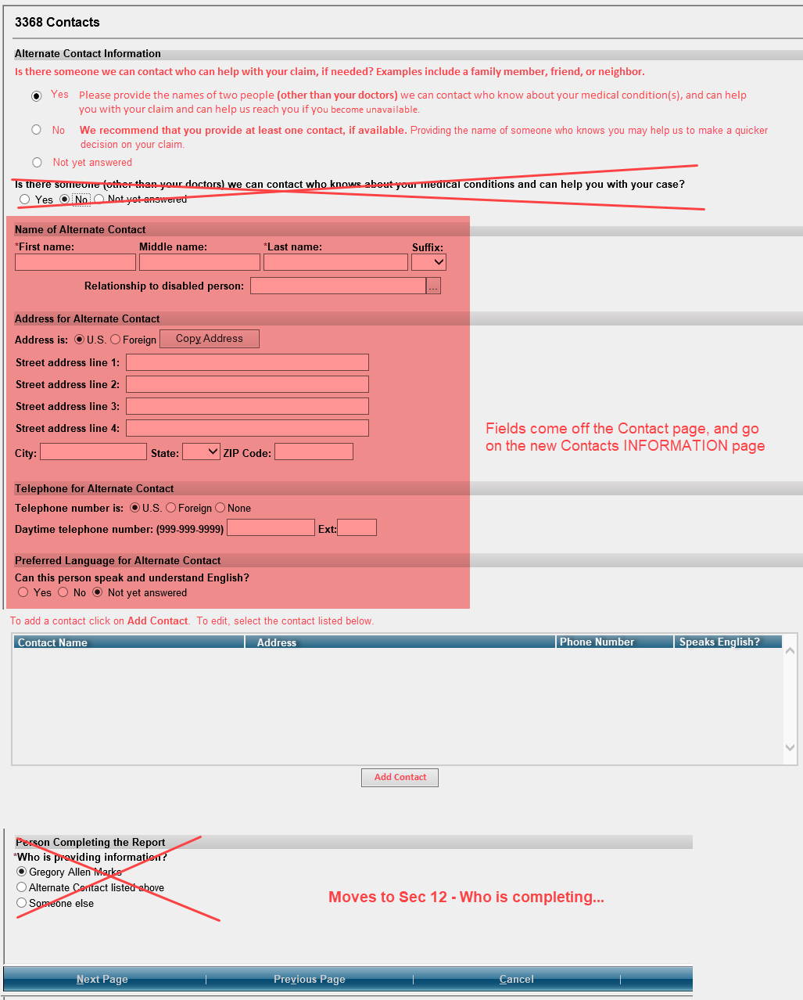 3368 Contacts
Alternate Contact Information
Is there someone we can contact who can help with your claim, if needed? Examples include a family member, friend, or neighbor.
Yes Please provide the names of two people (other than your doctors) we can contact who know about your medical condition(s), and can help
you with your claim and can help us reach you if you become unavailable.
No We recommend that you provide at least one contact, if available. Providing the name of someone who knows you may help us to make a quicker
decision on your claim.
Not yet answered
Is there someone (other than your doctors) we can contact who knows about your medical conditions and can help you with your case?
Yes No Not yet answered
Name of Alternate Contact
*First name: Middle name: *Last name: Suffix:
Relationship to disabled person: ...
Address for Alternate Contact
Address is: U.S. Foreign Copy Address
Street address line 1:
Street address line 2:
Street address line 3:
Street address line 4:
Fields come off the Contact page, and go
on the new Contacts INFORMATION page
City: State: ZIP Code:
Telephone for Alternate Contact
Telephone number is: U.S. Foreign None
Daytime telephone number: (999-999-9999) Ext:
Preferred Language for Alternate Contact
Can this person speak and understand English?
Yes No Not yet answered
To add a contact click on Add Contact. To edit, select the contact listed below.
Contact Name Address Phone Number Speaks English?
Add Contact
Person Completing the Report
*Who is providing information?
Gregory Allen Marks
Alternate Contact listed above
Someone else
Moves to Sec 12 - Who is completing...
Next Page | Previous Page | Cancel |